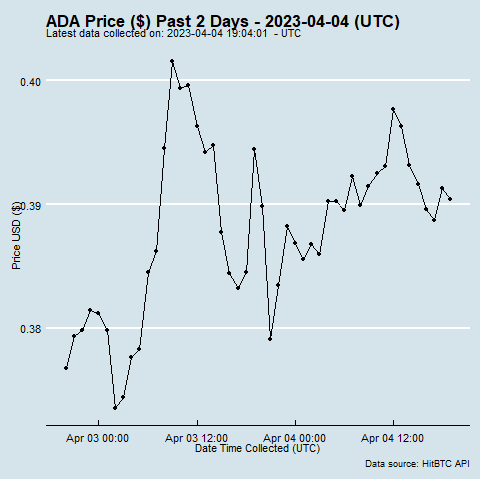 ADA Price ($) Past 2 Days - 2023-04-04 (UTC)
Latest data collected on: 2023-04-04 19:04:01 - UTC
0.40
0.39
0.38
Price USD ($)
Apr 03 00:00
Apr 03 12:00
Apr 04 00:00
Apr 04 12:00
Date Time Collected (UTC)
Data source: HitBTC API